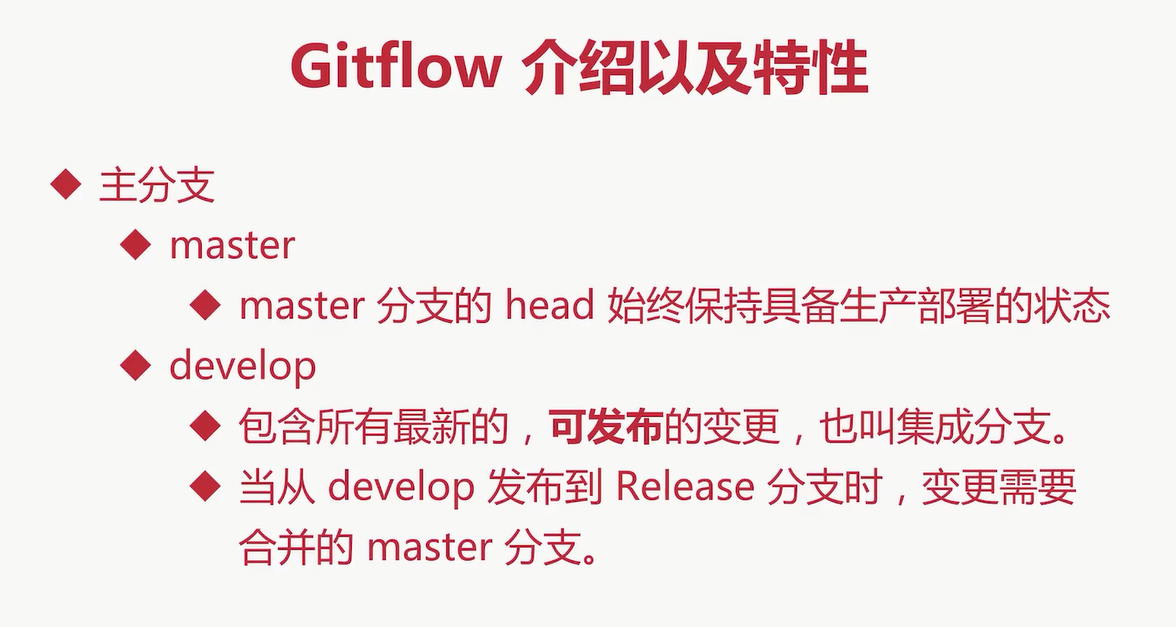 Gitflow 介绍以及特性
◆ 主分支
◆ master
◆ master 分支的 head 始终保持具备生产部署的状态
◆ develop
◆ 包含所有最新的，可发布的变更，也叫集成分支。
◆ 当从 develop 发布到 Release 分支时，变更需要
合并的 master 分支。